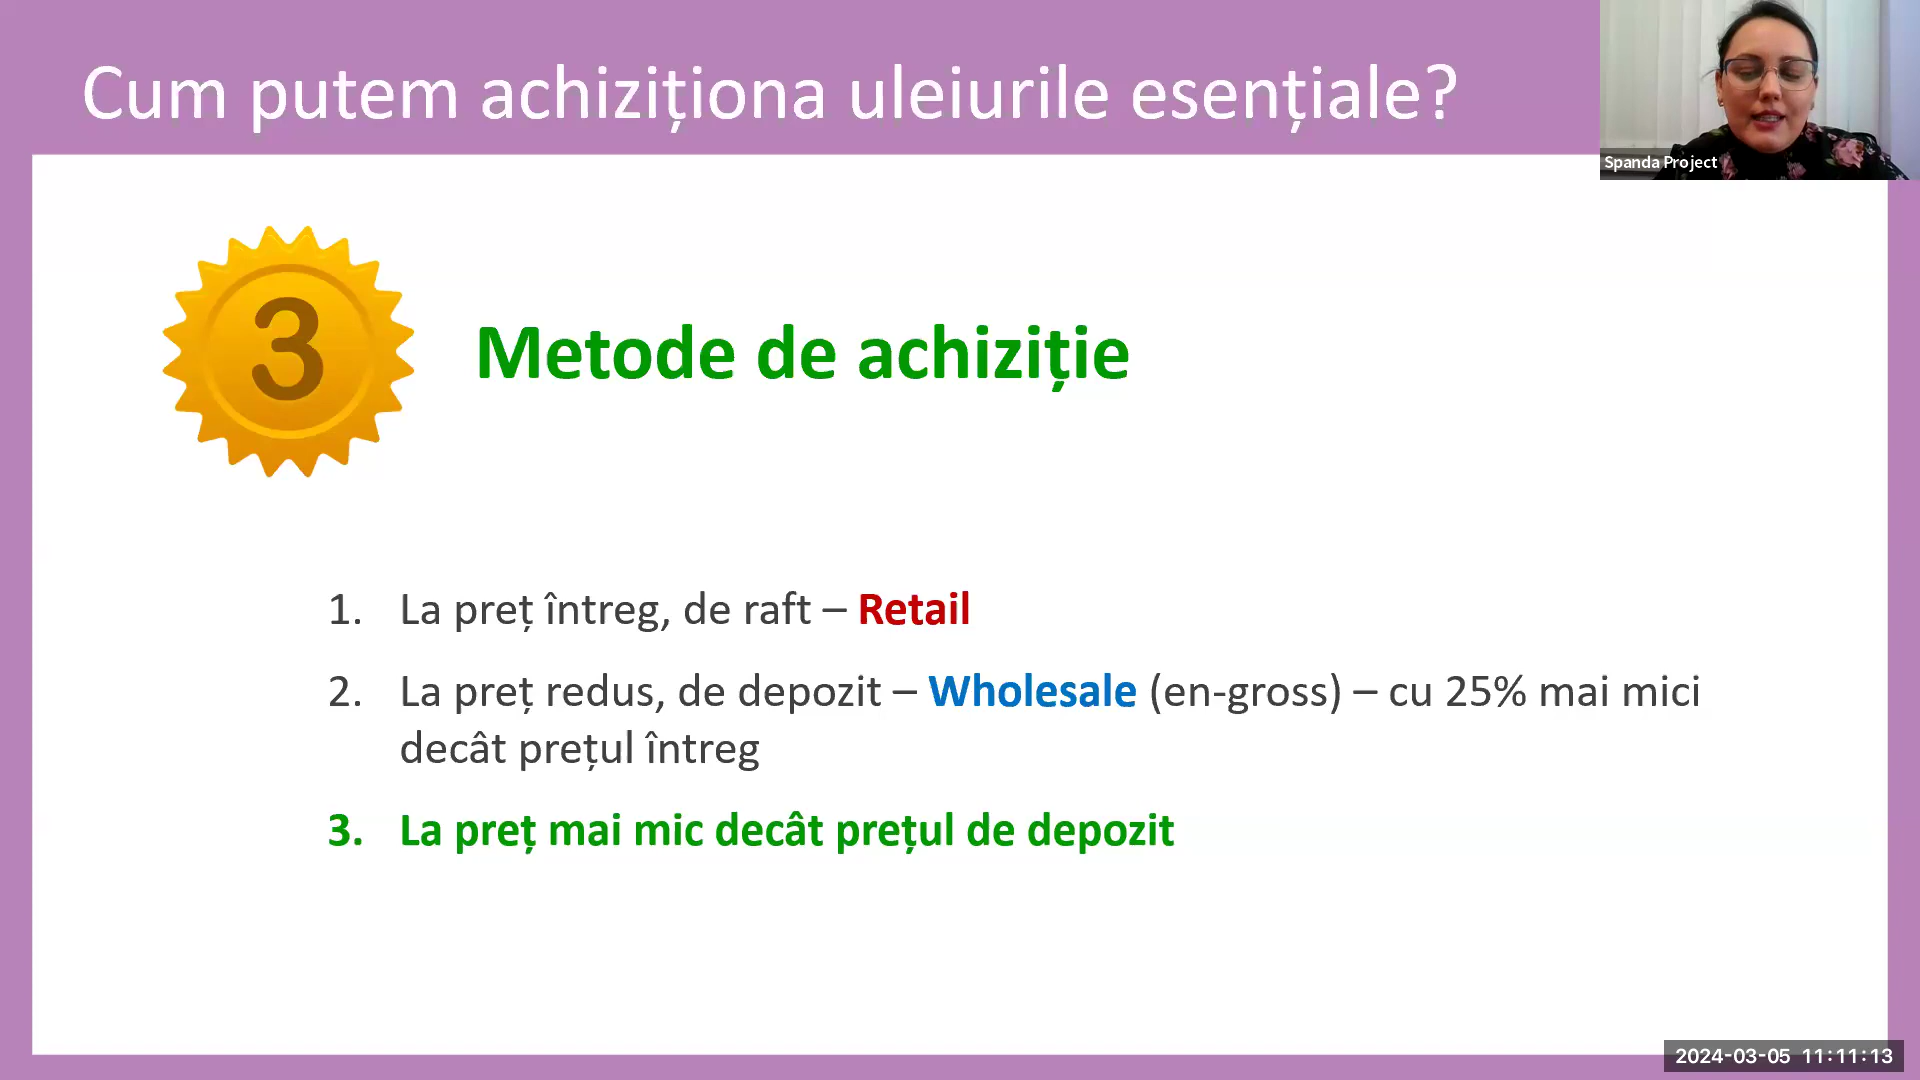 Cum putem achiziționa uleiurile esențiale?
Spanda Project
3
Metode de achiziție
1. La preț întreg, de raft – Retail
2. La preț redus, de depozit – Wholesale (en-gross) – cu 25% mai mici
decât prețul întreg
3. La preț mai mic decât prețul de depozit
2024-03-05 11:11:13